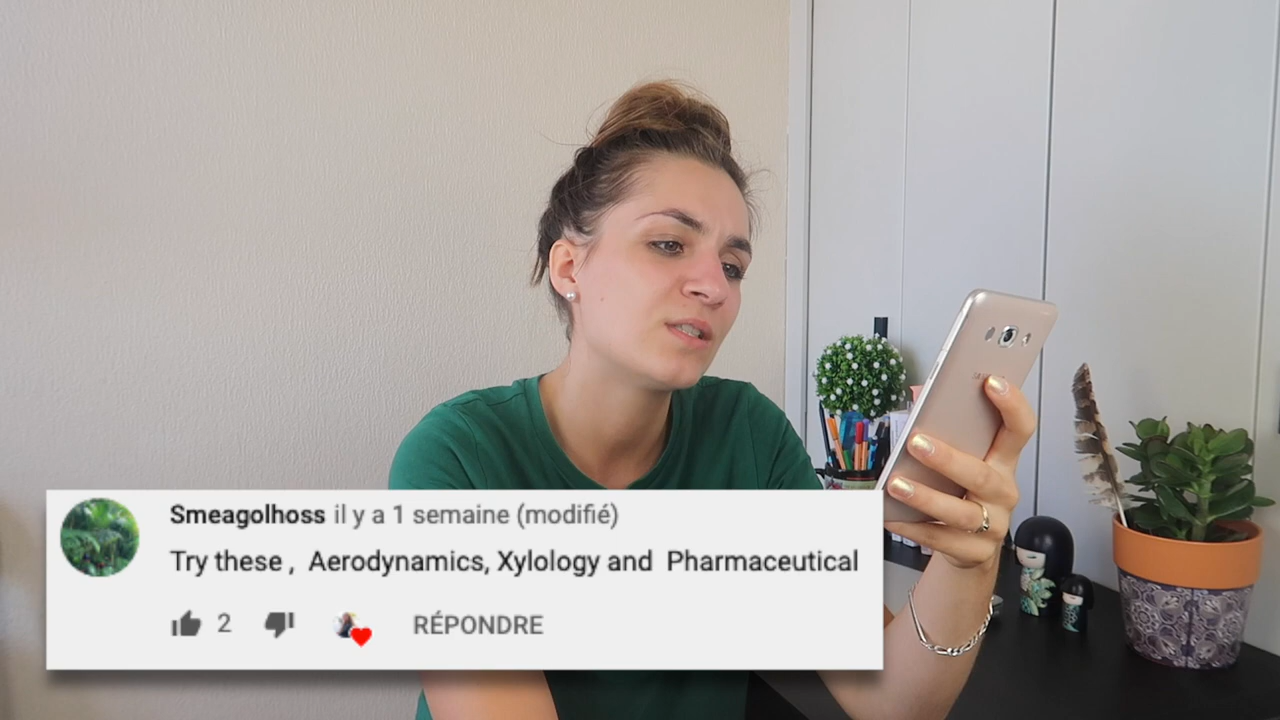 Smeagolhoss il y a 1 semaine (modifié)
Try these , Aerodynamics, Xylology and Pharmaceutical
2
RÉPONDRE